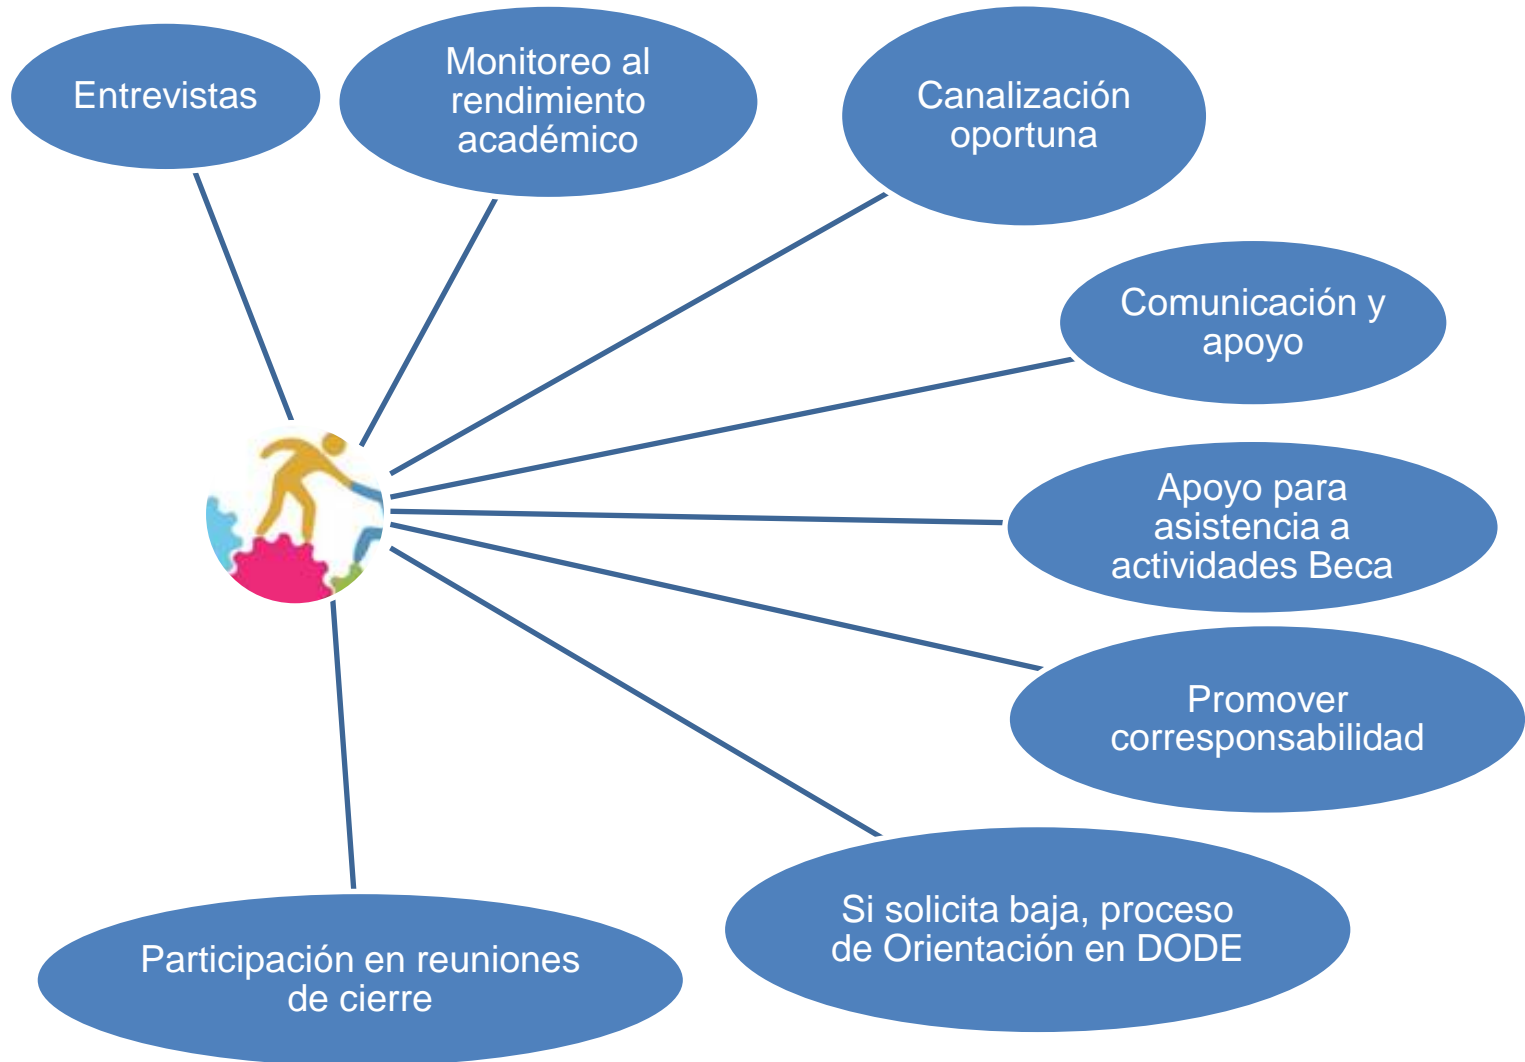 Entrevistas
Monitoreo al
rendimiento
académico
Canalización
oportuna
Comunicación y
apoyo
Apoyo para
asistencia a
actividades Beca
Promover
corresponsabilidad
Si solicita baja, proceso
de Orientación en DODE
Participación en reuniones
de cierre